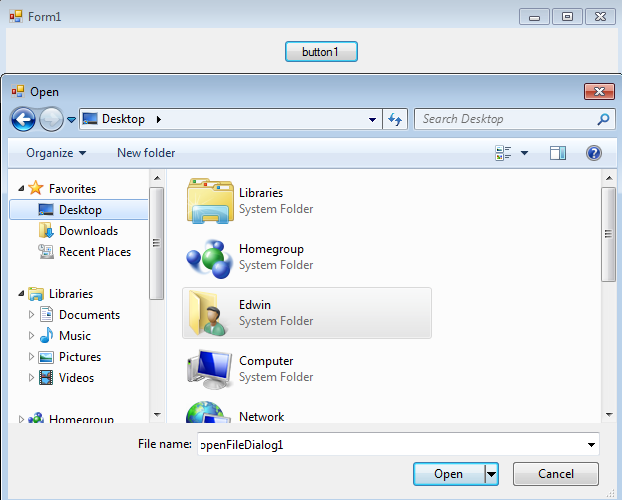 Form1
button1
Open
Desktop
Search Desktop
Organize
New folder
Favorites
Desktop
Downloads
Recent Places
Libraries
Documents
Music
Pictures
Videos
Homegroup
Libraries
System Folder
Homegroup
System Folder
Edwin
System Folder
Computer
System Folder
Network
File name: openFileDialog1
Open
Cancel